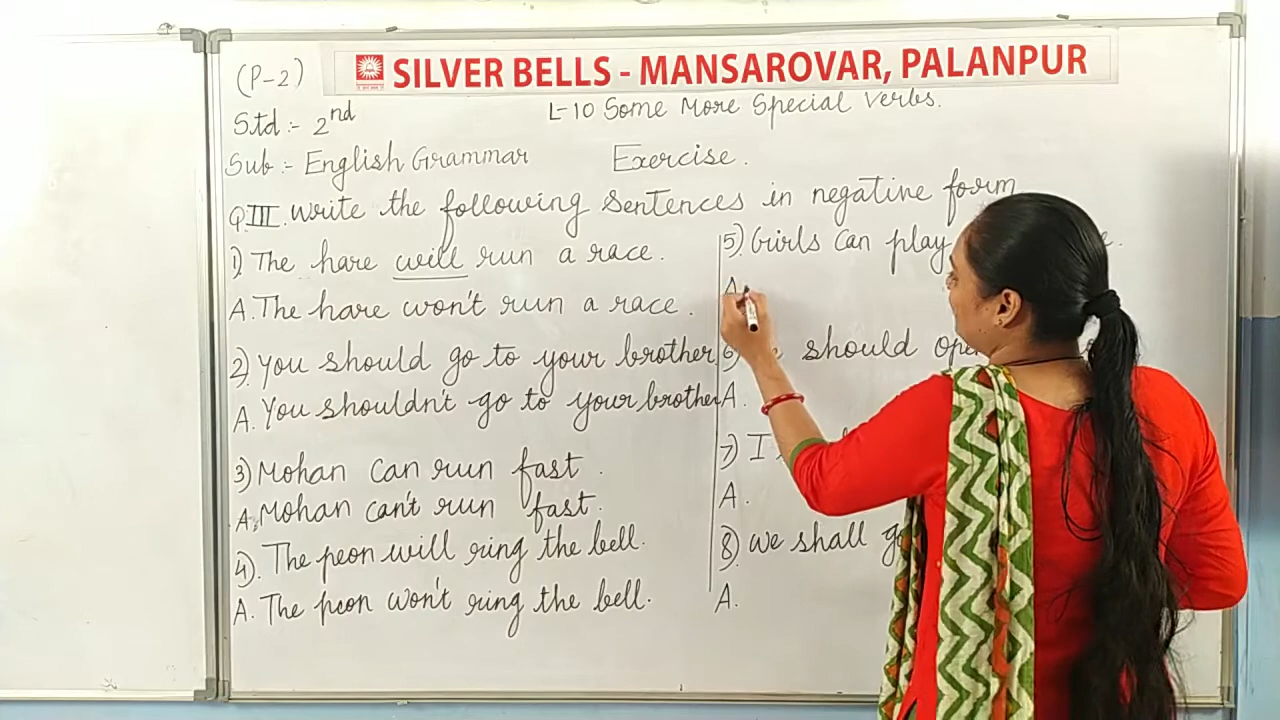 (P-2)
SILVER BELLS - MANSAROVAR, PALANPUR
Std :- 2nd
L-10 Some More Special Verbs.
Sub :- English Grammar
Exercise.
Q.III. Write the following Sentences in negative form
1) The hare will run a race.
A. The hare won't run a race.
2) You should go to your brother.
A. You shouldn't go to your brother
3) Mohan can run fast.
A. Mohan can't run fast.
4). The peon will ring the bell.
A. The peon won't ring the bell.
5) Girls can play
A
6) should
A.
7) I
A.
8) we shall
A.